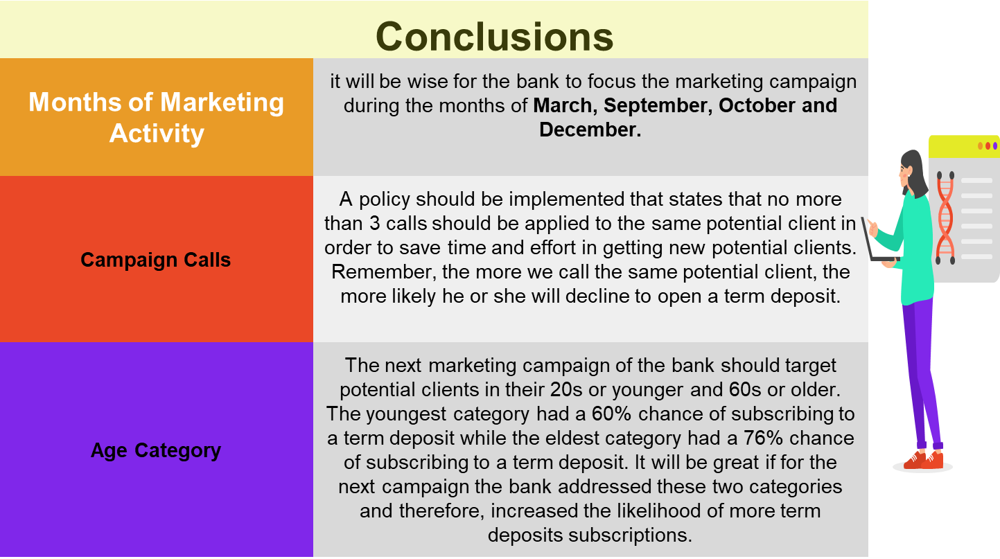 Conclusions
Months of Marketing
Activity
it will be wise for the bank to focus the marketing campaign
during the months of March, September, October and
December.
Campaign Calls
A policy should be implemented that states that no more
than 3 calls should be applied to the same potential client in
order to save time and effort in getting new potential clients.
Remember, the more we call the same potential client, the
more likely he or she will decline to open a term deposit.
Age Category
The next marketing campaign of the bank should target
potential clients in their 20s or younger and 60s or older.
The youngest category had a 60% chance of subscribing to
a term deposit while the eldest category had a 76% chance
of subscribing to a term deposit. It will be great if for the
next campaign the bank addressed these two categories
and therefore, increased the likelihood of more term
deposits subscriptions.